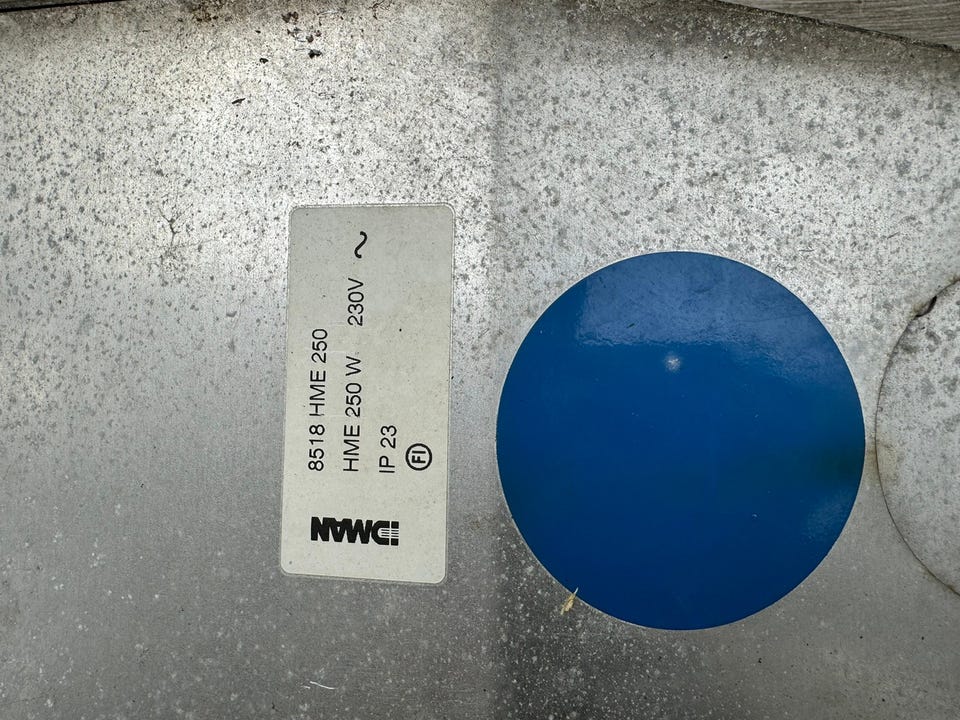 8518 HME 250
HME 250 W 230V ~
IP 23
FI
IDMAN